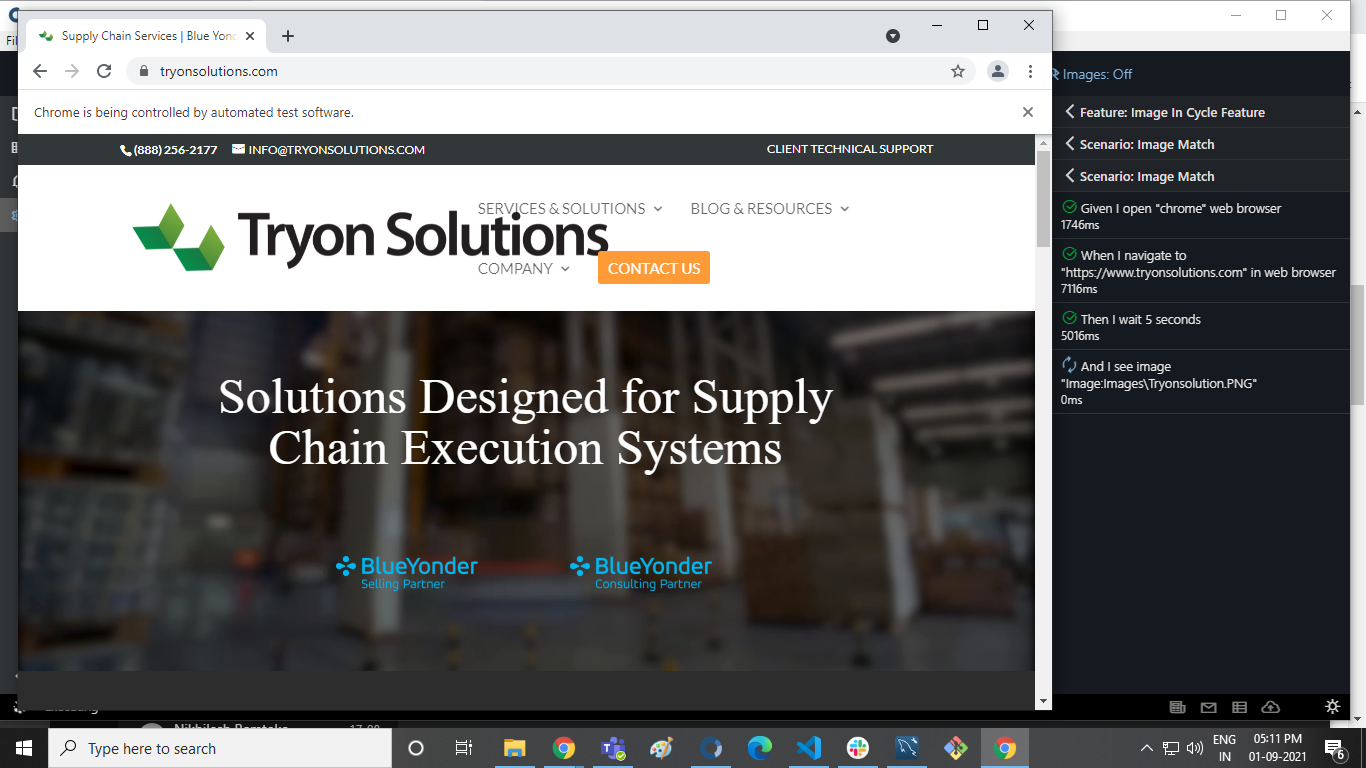 Supply Chain Services | Blue Yond
tryonsolutions.com
Chrome is being controlled by automated test software.
(888) 256-2177 INFO@TRYONSOLUTIONS.COM CLIENT TECHNICAL SUPPORT
Tryon Solutions
SERVICES & SOLUTIONS BLOG & RESOURCES
COMPANY CONTACT US
Solutions Designed for Supply
Chain Execution Systems
BlueYonder BlueYonder
Selling Partner Consulting Partner
Images: Off
Feature: Image In Cycle Feature
Scenario: Image Match
Scenario: Image Match
Given I open "chrome" web browser
1746ms
When I navigate to
"https://www.tryonsolutions.com" in web browser
7116ms
Then I wait 5 seconds
5016ms
And I see image
"Image:Images\Tryonsolution.PNG"
0ms
Type here to search
ENG
IN
05:11 PM
01-09-2021
6